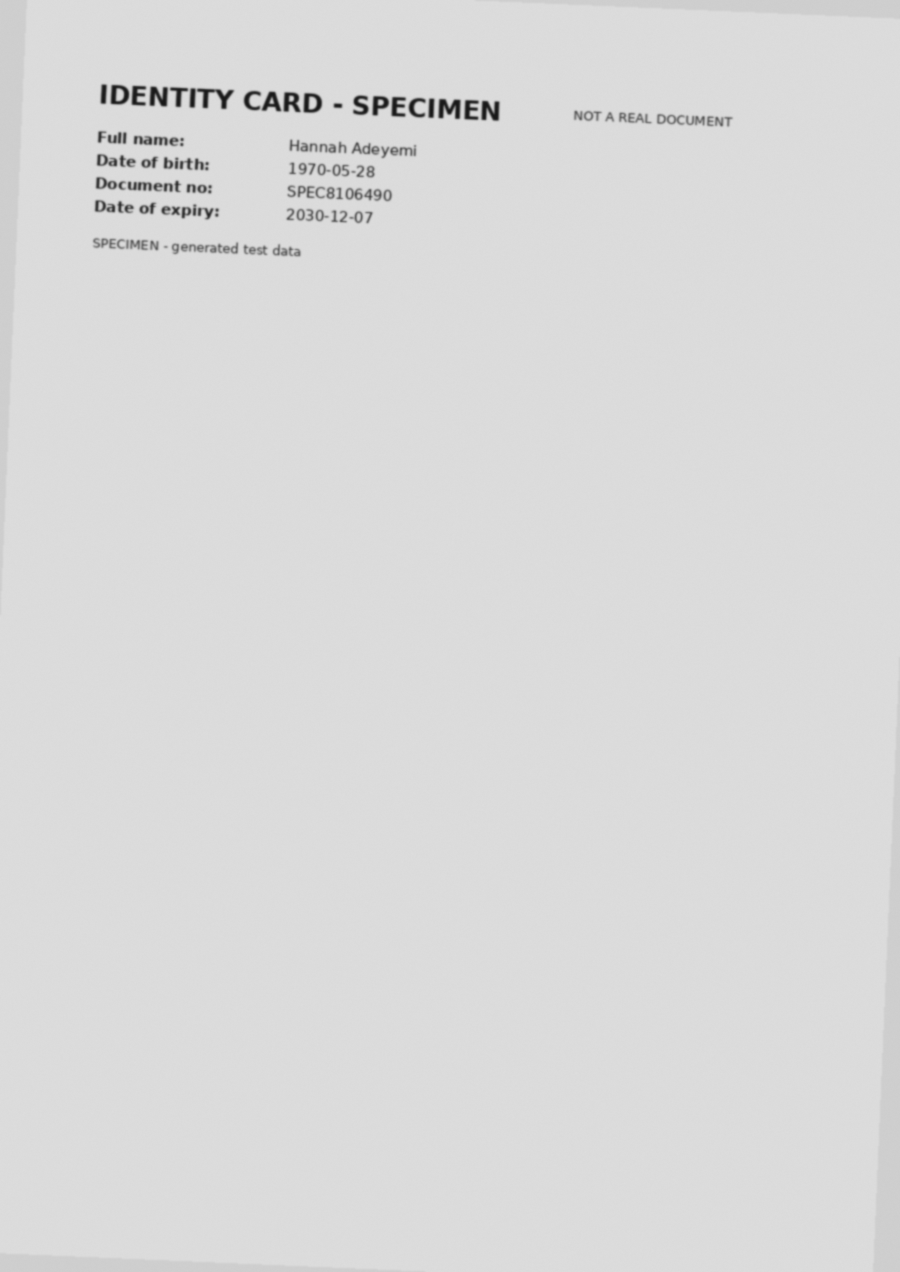 IDENTITY CARD - SPECIMEN NOT A REAL DOCUMENT
Full name: Hannah Adeyemi
Date of birth: 1970-05-28
Document no: SPEC8106490
Date of expiry: 2030-12-07
SPECIMEN - generated test data